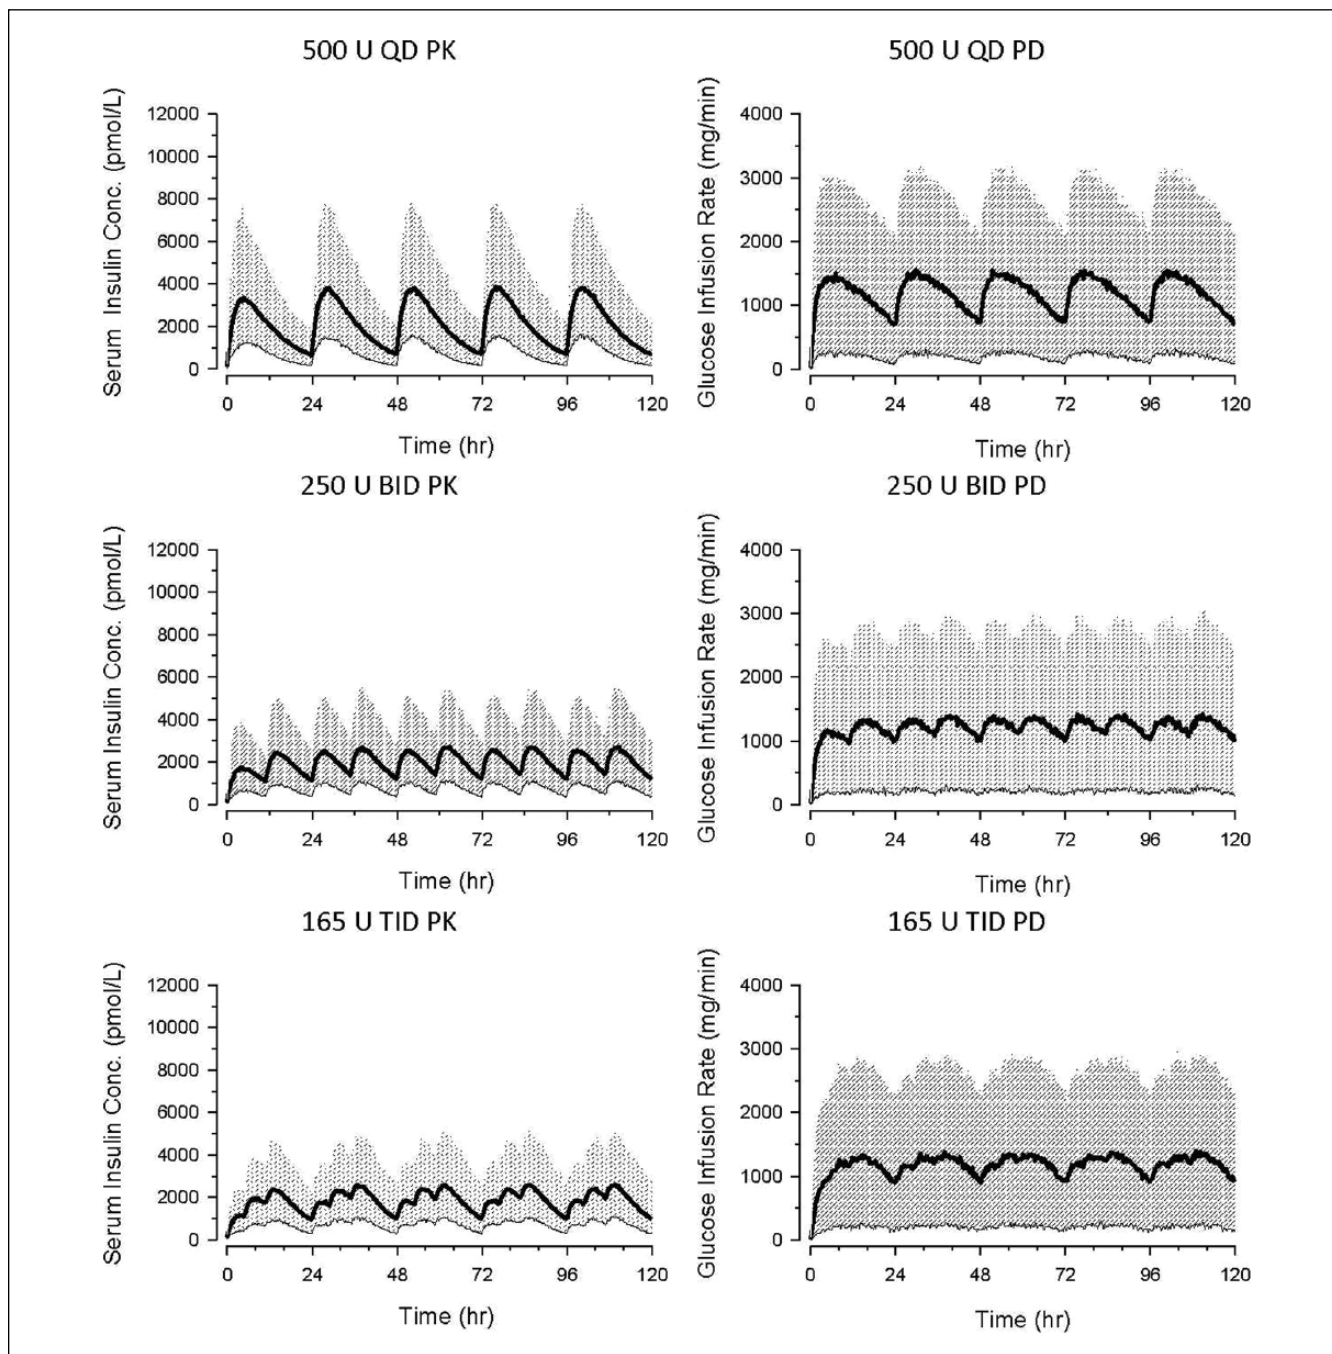 500 U QD PK
Serum Insulin Conc. (pmol/L)
12000
10000
8000
6000
4000
2000
0
0 24 48 72 96 120
Time (hr)
500 U QD PD
Glucose Infusion Rate (mg/min)
4000
3000
2000
1000
0
0 24 48 72 96 120
Time (hr)
250 U BID PK
Serum Insulin Conc. (pmol/L)
12000
10000
8000
6000
4000
2000
0
0 24 48 72 96 120
Time (hr)
250 U BID PD
Glucose Infusion Rate (mg/min)
4000
3000
2000
1000
0
0 24 48 72 96 120
Time (hr)
165 U TID PK
Serum Insulin Conc. (pmol/L)
12000
10000
8000
6000
4000
2000
0
0 24 48 72 96 120
Time (hr)
165 U TID PD
Glucose Infusion Rate (mg/min)
4000
3000
2000
1000
0
0 24 48 72 96 120
Time (hr)